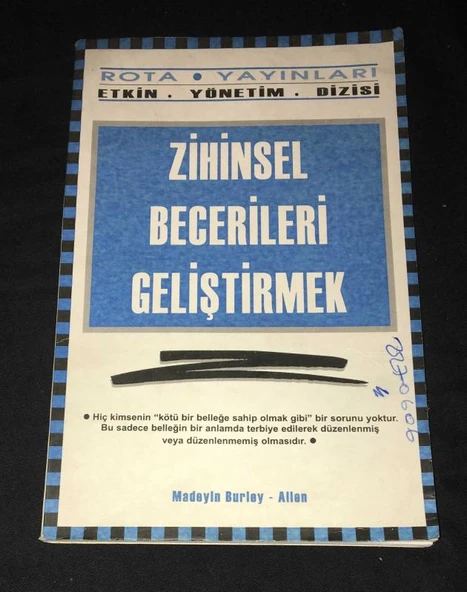 ROTA • YAYINLARI
ETKİN . YÖNETİM . DİZİSİ
ZİHİNSEL
BECERİLERİ
GELİŞTİRMEK
● Hiç kimsenin “kötü bir belleğe sahip olmak gibi” bir sorunu yoktur.
Bu sadece belleğin bir anlamda terbiye edilerek düzenlenmiş
veya düzenlenmemiş olmasıdır. ●
Madeyln Burley - Allen